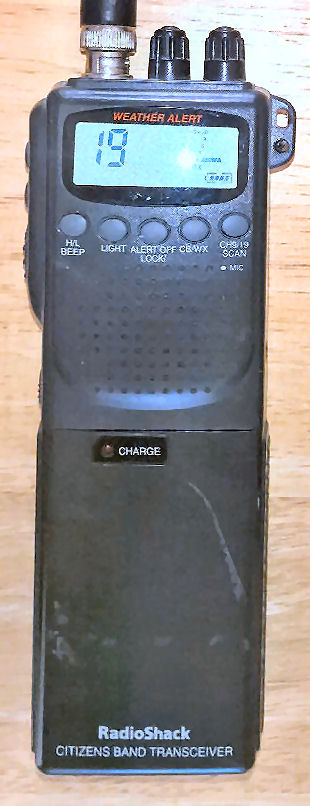 WEATHER ALERT
19
H/L
BEEP
LIGHT
ALERT OFF
LOCK/
CB/WX
CH9/19
SCAN
MIC
CHARGE
RadioShack
CITIZENS BAND TRANSCEIVER